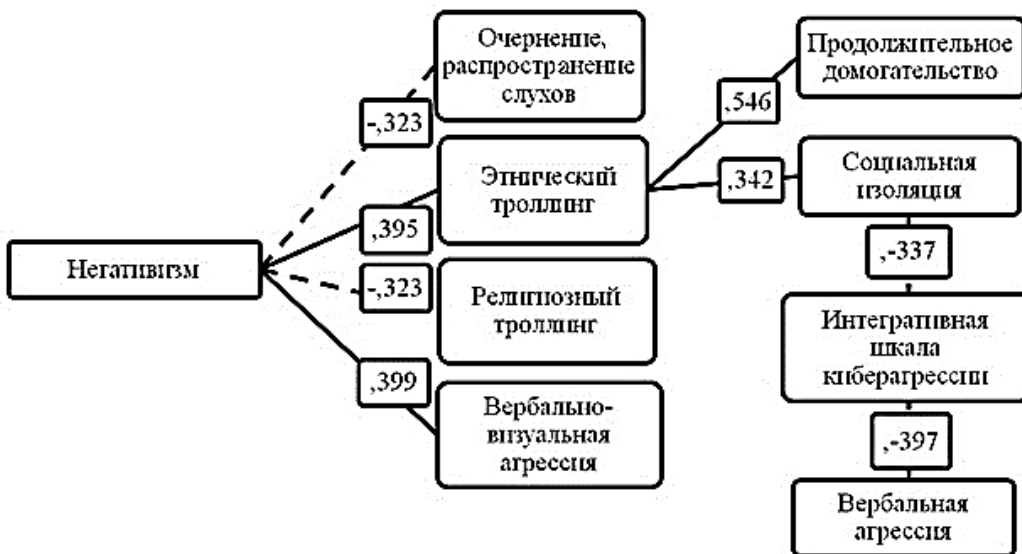 Очернение,
распространение
слухов
Продолжительное
домогательство
-,323
,546
Этнический
троллинг
,342
Социальная
изоляция
,395
,-337
Негативизм
-,323
Религиозный
троллинг
Интегративная
шкала
киберагрессии
,399
Вербально-
визуальная
агрессия
,-397
Вербальная
агрессия